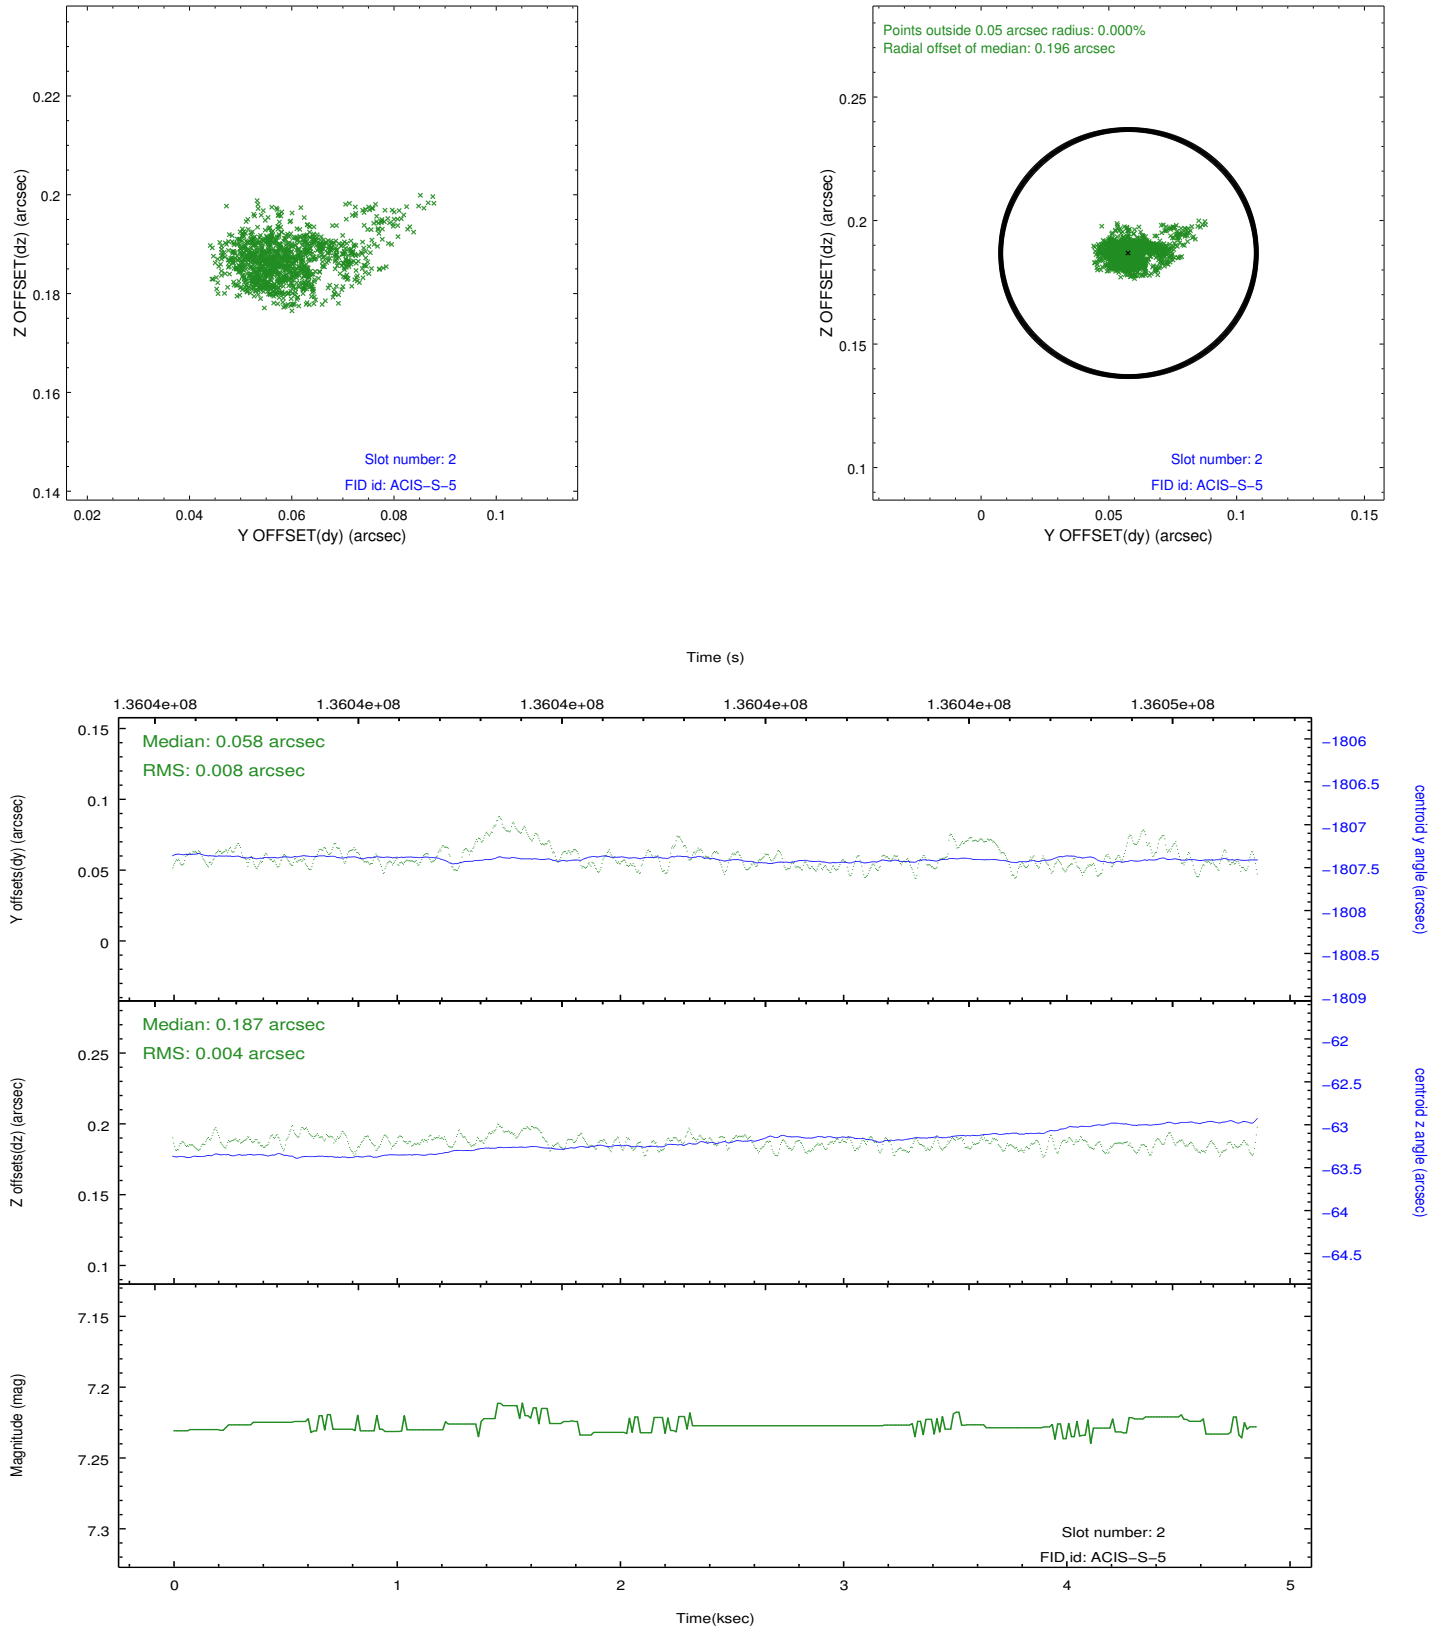 0.22
0.2
0.18
0.16
0.14
Z OFFSET(dz) (arcsec)
Slot number: 2
FID id: ACIS−S−5
0.02 0.04 0.06 0.08 0.1
Y OFFSET(dy) (arcsec)
Points outside 0.05 arcsec radius: 0.000%
Radial offset of median: 0.196 arcsec
0.25
0.2
0.15
0.1
Z OFFSET(dz) (arcsec)
Slot number: 2
FID id: ACIS−S−5
0 0.05 0.1 0.15
Y OFFSET(dy) (arcsec)
Time (s)
1.3604e+08 1.3604e+08 1.3604e+08 1.3604e+08 1.3604e+08 1.3605e+08
Median: 0.058 arcsec
RMS: 0.008 arcsec
0.15
0.1
0.05
0
Y offsets(dy) (arcsec)
−1806
−1806.5
−1807
−1807.5
−1808
−1808.5
−1809
centroid y angle (arcsec)
Median: 0.187 arcsec
RMS: 0.004 arcsec
0.25
0.2
0.15
0.1
Z offsets(dz) (arcsec)
−62
−62.5
−63
−63.5
−64
−64.5
centroid z angle (arcsec)
7.15
7.2
7.25
7.3
Magnitude (mag)
Slot number: 2
FID id: ACIS−S−5
0 1 2 3 4 5
Time(ksec)